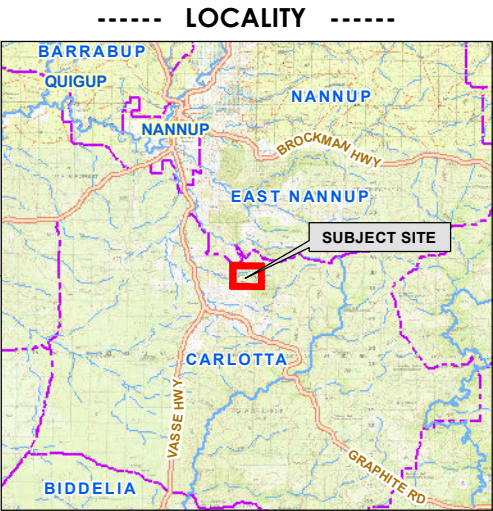 ------ LOCALITY ------
BARRABUP
QUIGUP
NANNUP
NANNUP
BROCKMAN HWY
EAST NANNUP
SUBJECT SITE
CARLOTTA
VASSE HWY
GRAPHITE RD
BIDDELIA